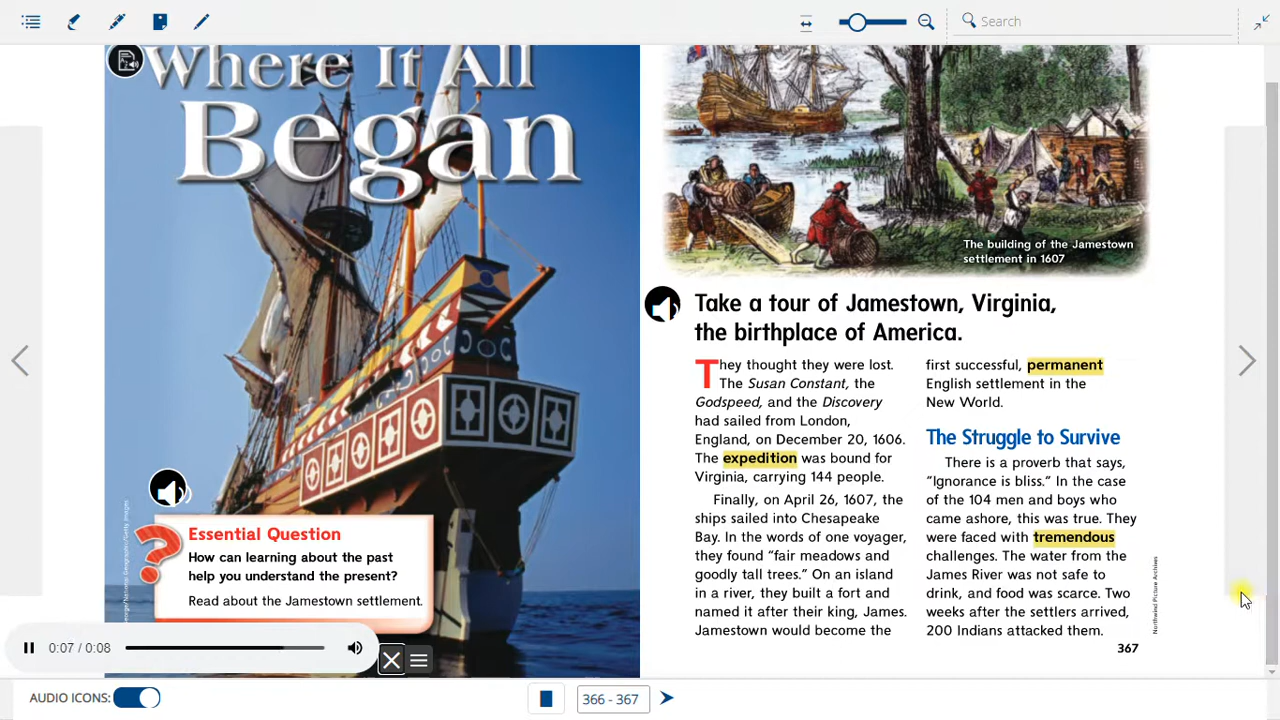 Search
Where It All
Began
Essential Question
How can learning about the past
help you understand the present?
Read about the Jamestown settlement.
?
The building of the Jamestown
settlement in 1607
Take a tour of Jamestown, Virginia,
the birthplace of America.
They thought they were lost.
The Susan Constant, the
Godspeed, and the Discovery
had sailed from London,
England, on December 20, 1606.
The expedition was bound for
Virginia, carrying 144 people.
Finally, on April 26, 1607, the
ships sailed into Chesapeake
Bay. In the words of one voyager,
they found “fair meadows and
goodly tall trees.” On an island
in a river, they built a fort and
named it after their king, James.
Jamestown would become the
first successful, permanent
English settlement in the
New World.
The Struggle to Survive
There is a proverb that says,
“Ignorance is bliss.” In the case
of the 104 men and boys who
came ashore, this was true. They
were faced with tremendous
challenges. The water from the
James River was not safe to
drink, and food was scarce. Two
weeks after the settlers arrived,
200 Indians attacked them.
Northwind Picture Archives
367
0:07 / 0:08
AUDIO ICONS:
366 - 367